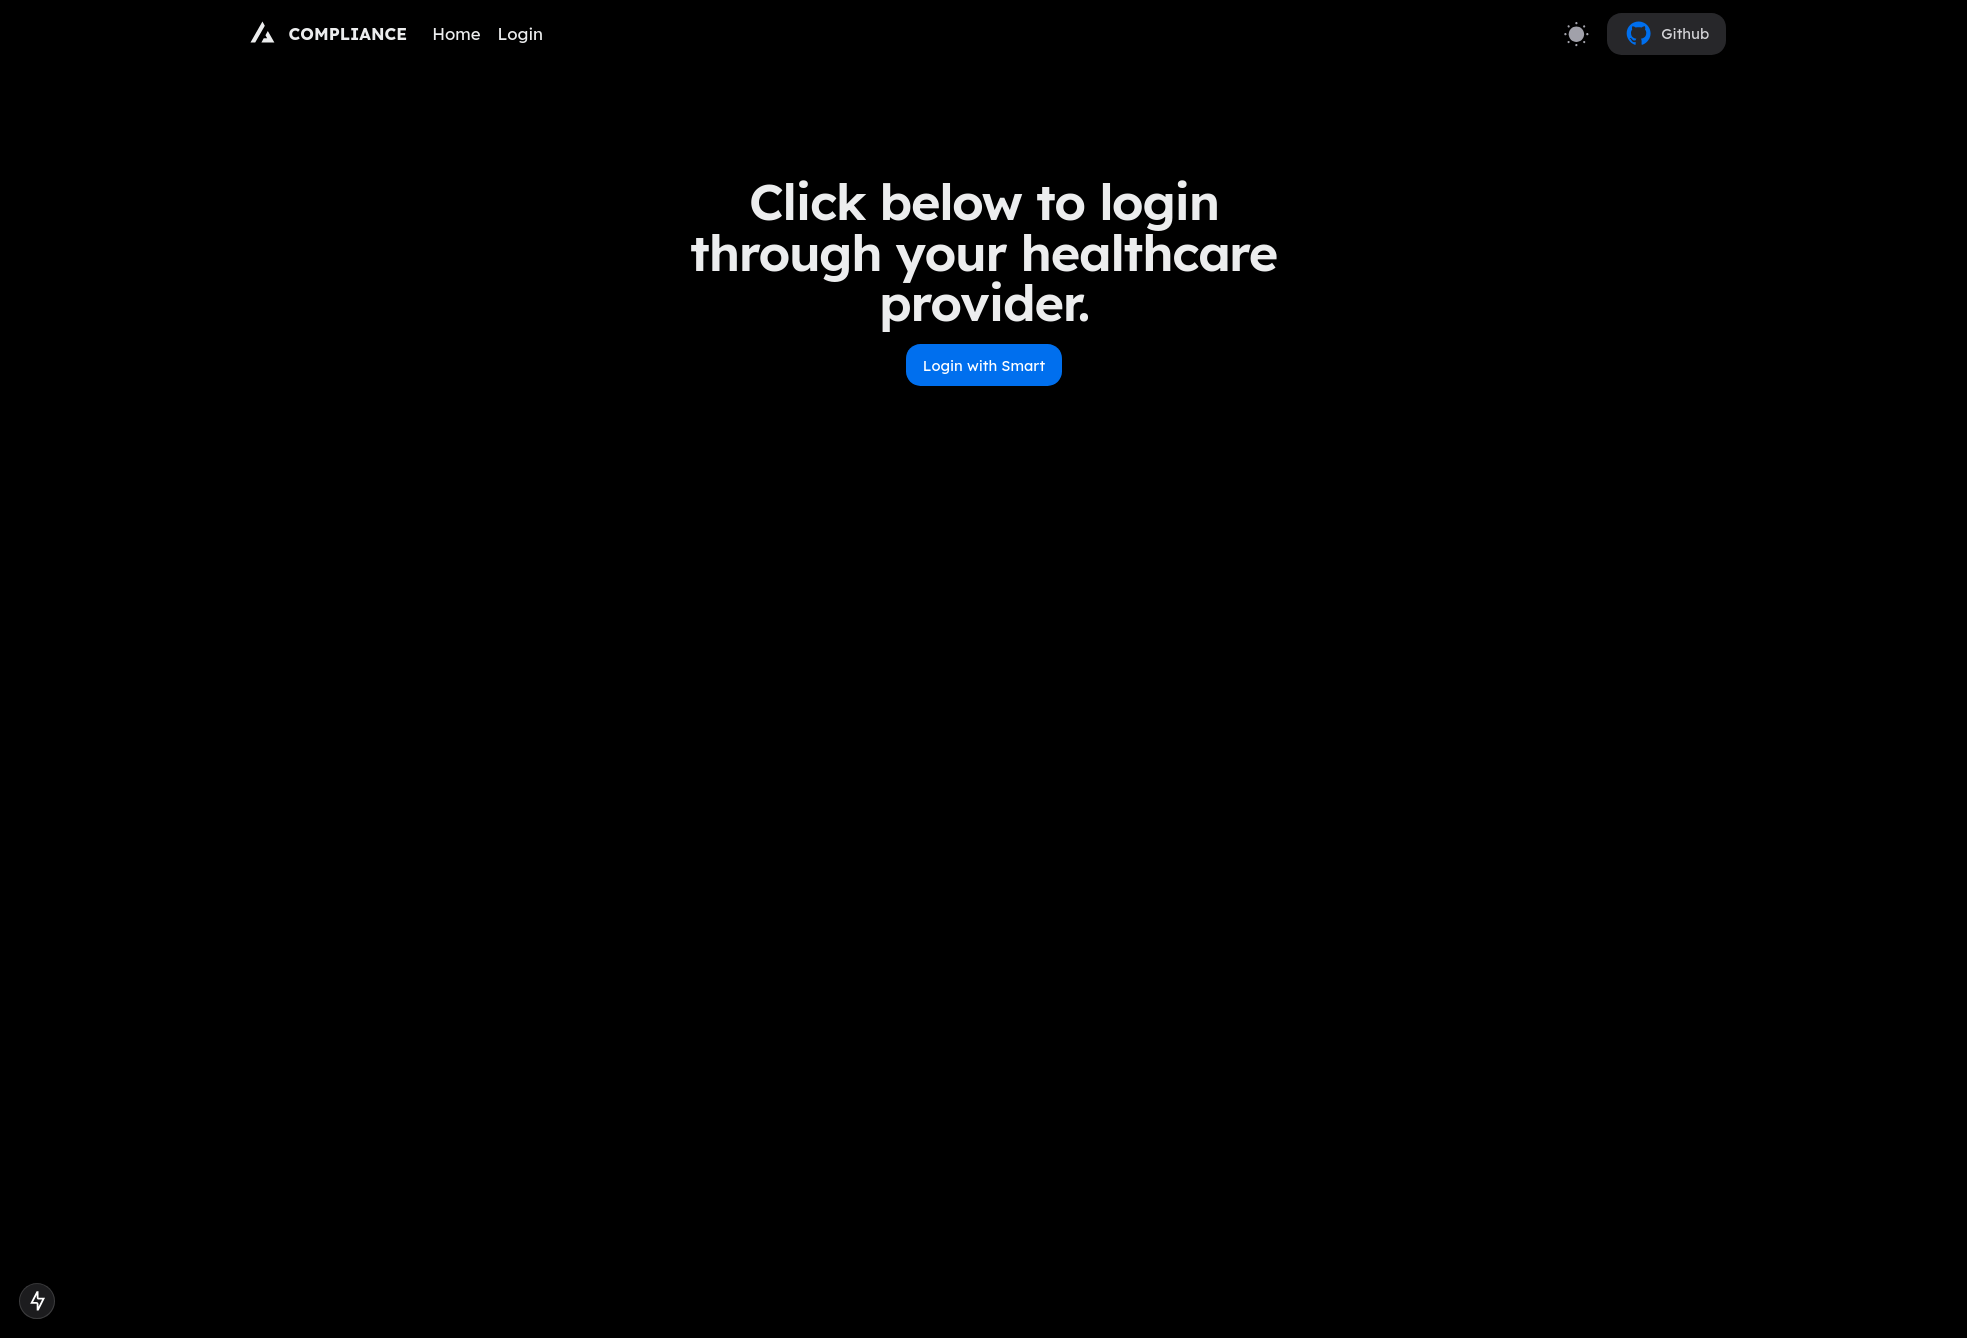 COMPLIANCE Home Login Github
Click below to login
through your healthcare
provider.
Login with Smart